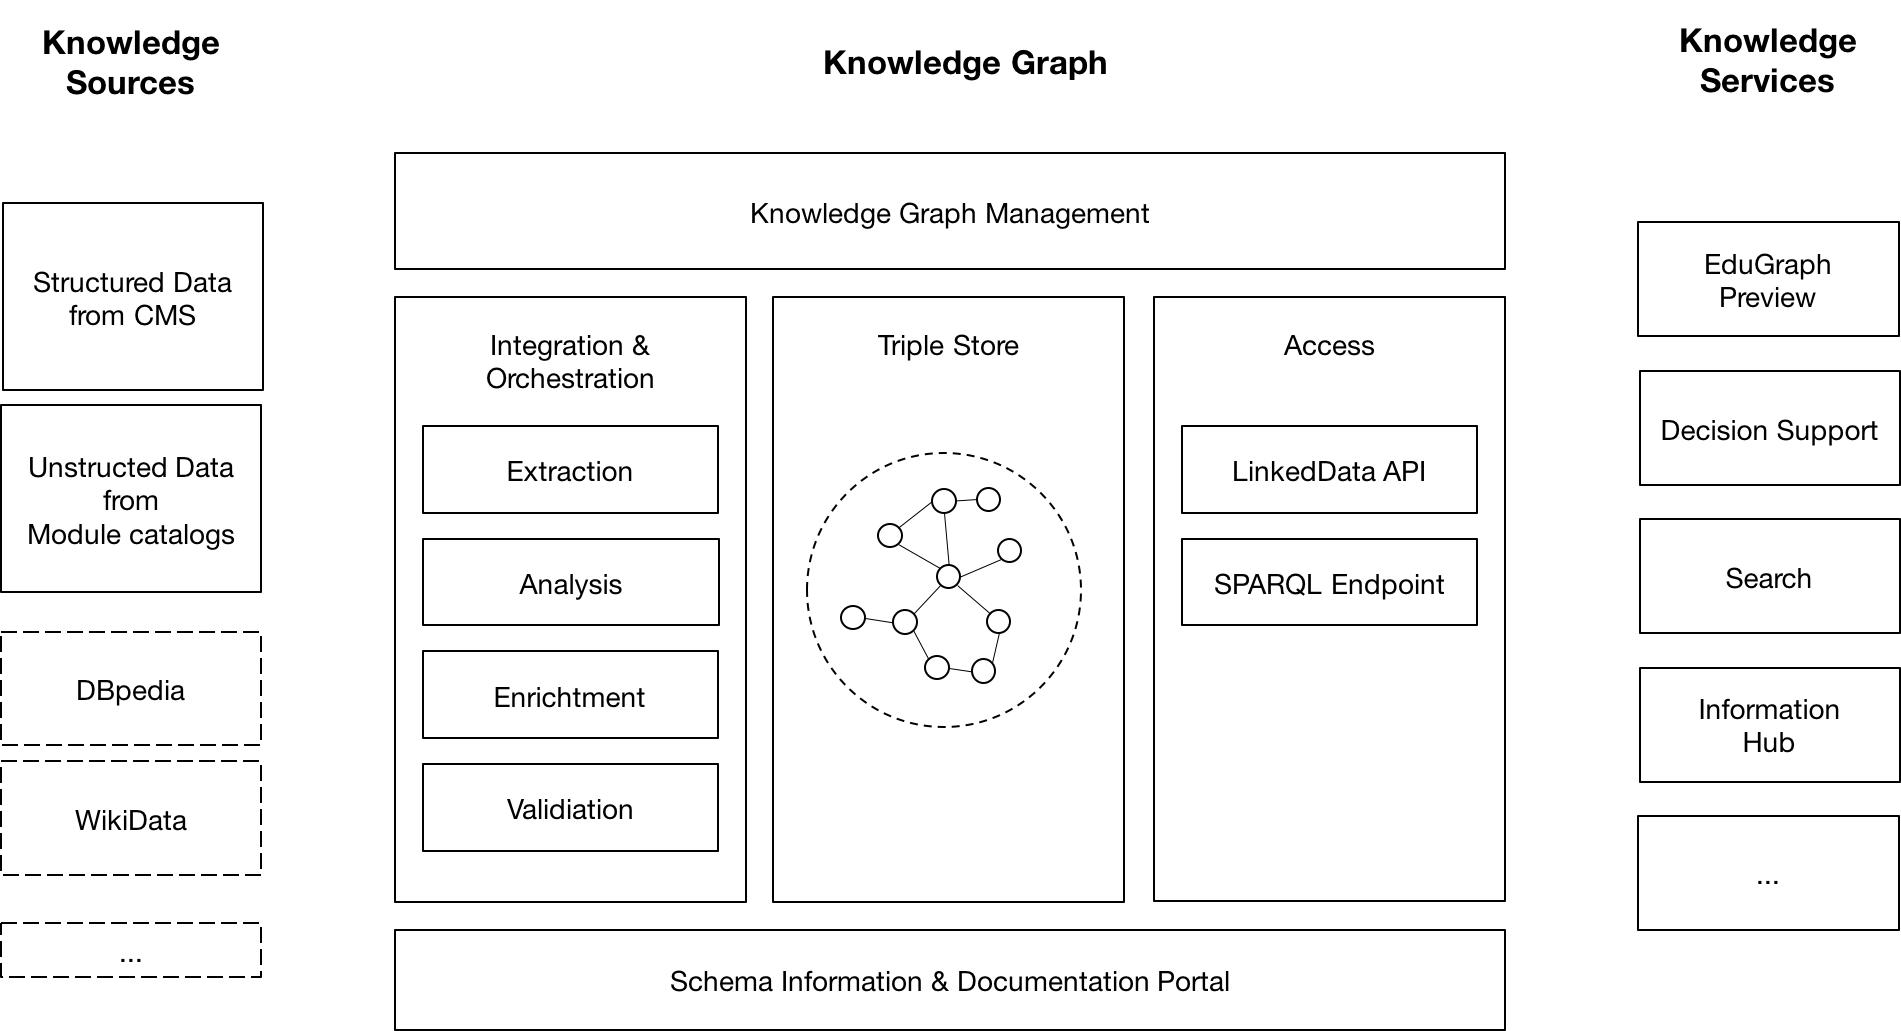 Knowledge
Sources
Structured Data
from CMS
Unstructed Data
from
Module catalogs
DBpedia
WikiData
...
Knowledge Graph
Knowledge Graph Management
Integration &
Orchestration
Extraction
Analysis
Enrichtment
Validiation
Triple Store
Access
LinkedData API
SPARQL Endpoint
Schema Information & Documentation Portal
Knowledge
Services
EduGraph
Preview
Decision Support
Search
Information
Hub
...